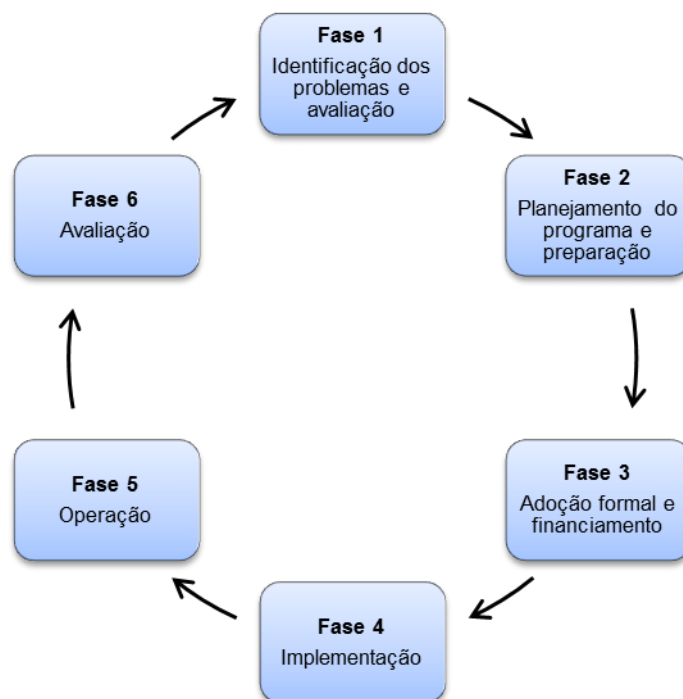 Fase 1
Identificação dos
problemas e
avaliação
Fase 2
Planejamento do
programa e
preparação
Fase 3
Adoção formal e
financiamento
Fase 4
Implementação
Fase 5
Operação
Fase 6
Avaliação